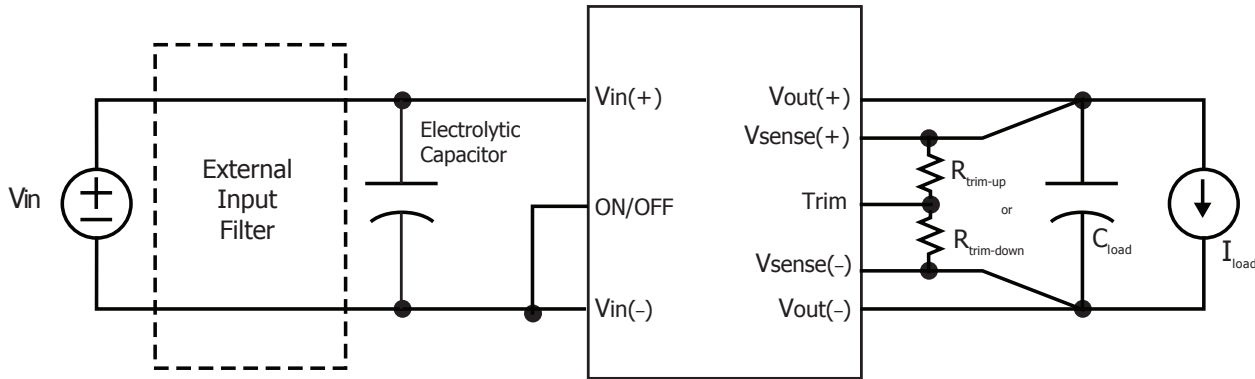 Vin
External
Input
Filter
Electrolytic
Capacitor
Vin(+)
ON/OFF
Vin(−)
Vout(+)
Vsense(+)
Trim
Vsense(−)
Vout(−)
Rtrim-up
or
Rtrim-down
Cload
Iload